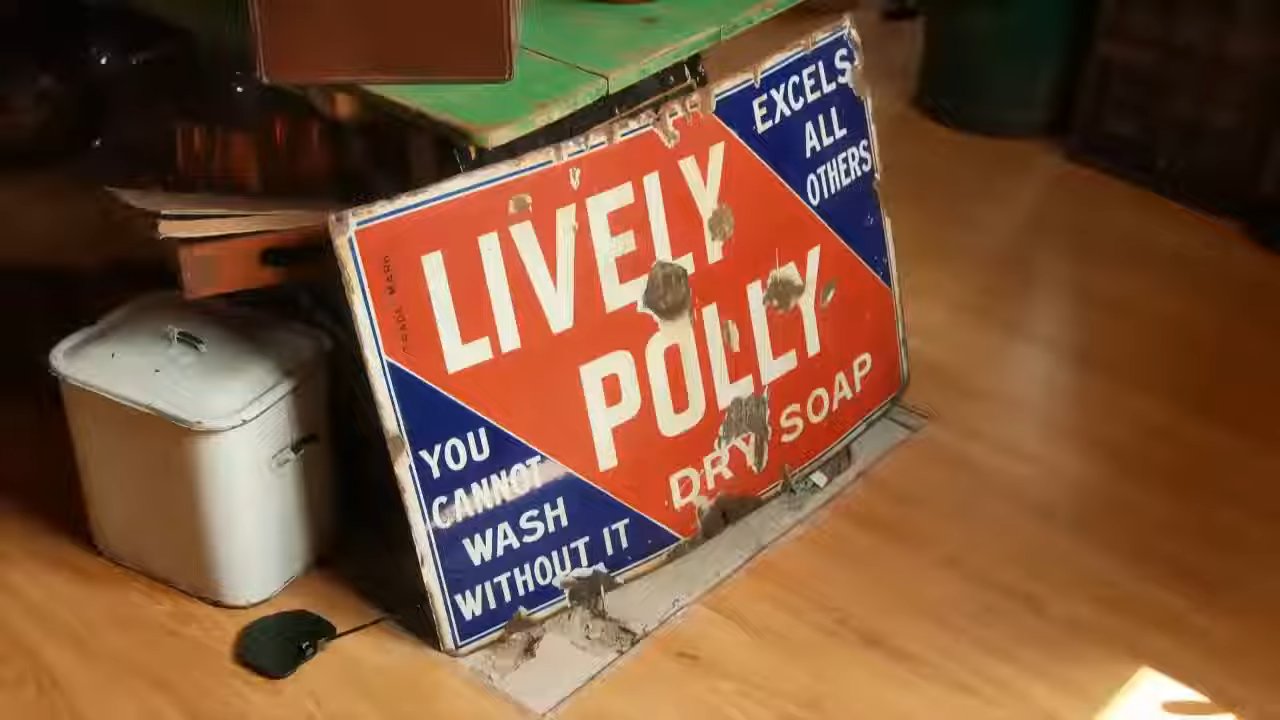 EXCELS
ALL
OTHERS
TRADE MARK
LIVELY
POLLY
DRY SOAP
YOU
CANNOT
WASH
WITHOUT IT